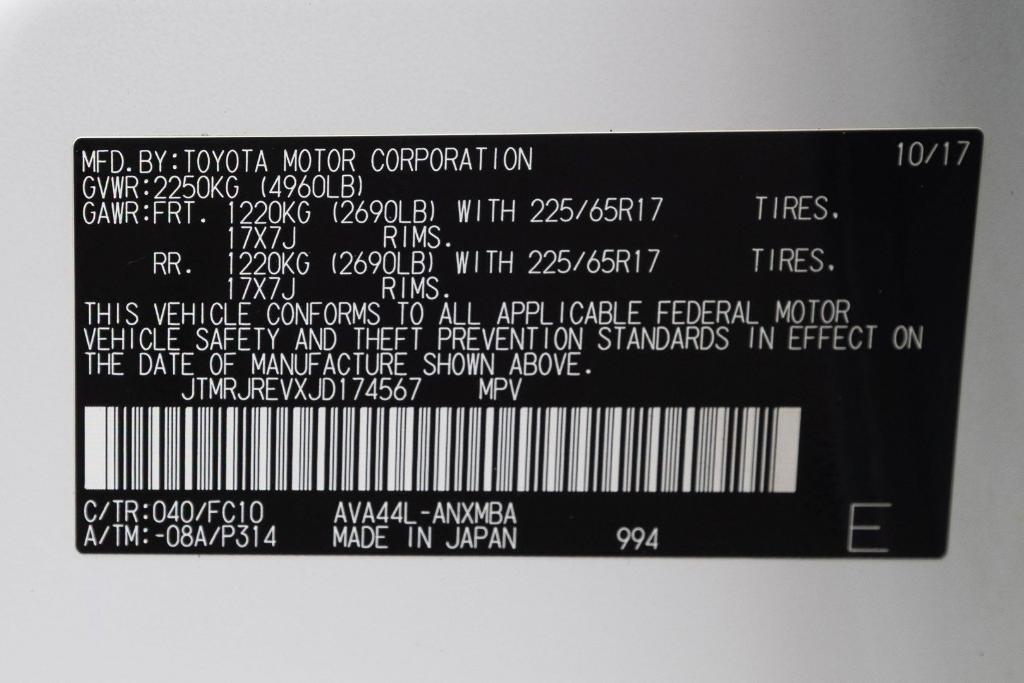 MFD.BY:TOYOTA MOTOR CORPORATION 10/17
GVWR:2250KG (4960LB)
GAWR:FRT. 1220KG (2690LB) WITH 225/65R17 TIRES.
17X7J RIMS.
RR. 1220KG (2690LB) WITH 225/65R17 TIRES.
17X7J RIMS.
THIS VEHICLE CONFORMS TO ALL APPLICABLE FEDERAL MOTOR
VEHICLE SAFETY AND THEFT PREVENTION STANDARDS IN EFFECT ON
THE DATE OF MANUFACTURE SHOWN ABOVE.
JTMRJREVXJD174567 MPV
C/TR:040/FC10 AVA44L-ANXMBA
A/TM:-08A/P314 MADE IN JAPAN 994 E